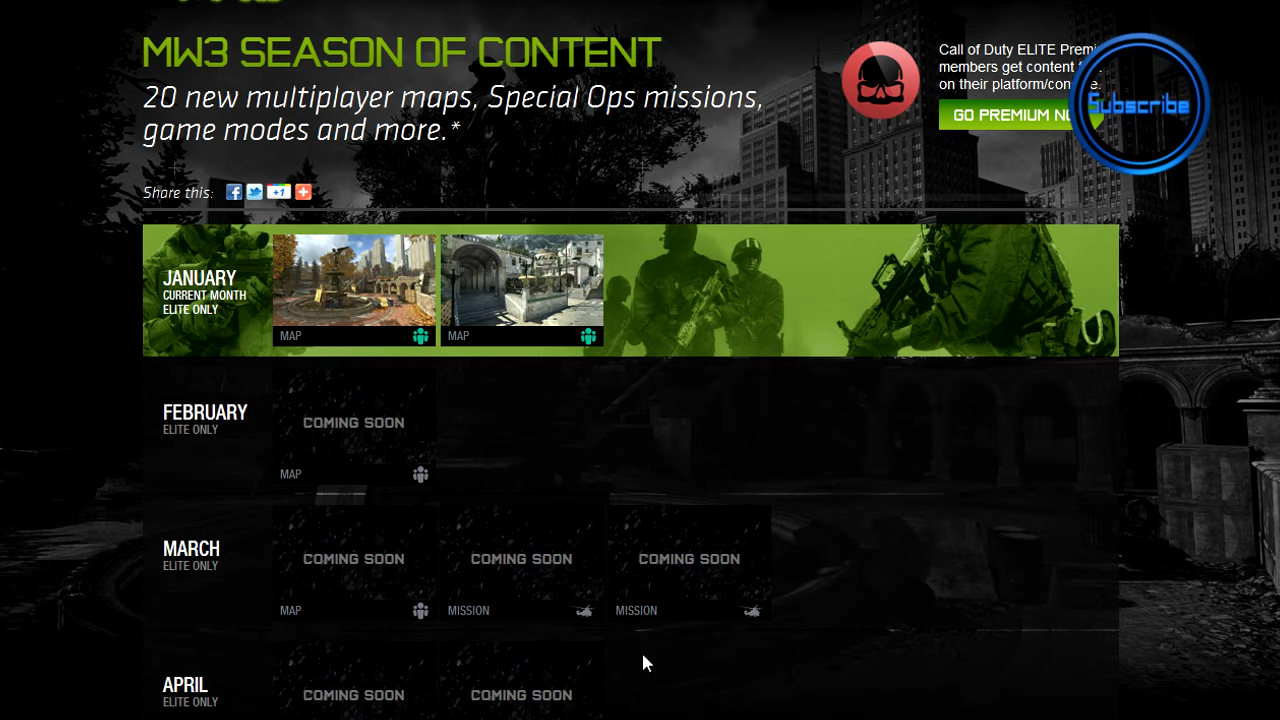 MW3 SEASON OF CONTENT
20 new multiplayer maps, Special Ops missions,
game modes and more.*
Share this:
+1
Call of Duty ELITE Premi
members get content
on their platform/con e.
GO PREMIUM NO
Subscribe
JANUARY
CURRENT MONTH
ELITE ONLY
MAP
MAP
FEBRUARY
ELITE ONLY
COMING SOON
MAP
MARCH
ELITE ONLY
COMING SOON
COMING SOON
COMING SOON
MAP
MISSION
MISSION
APRIL
ELITE ONLY
COMING SOON
COMING SOON